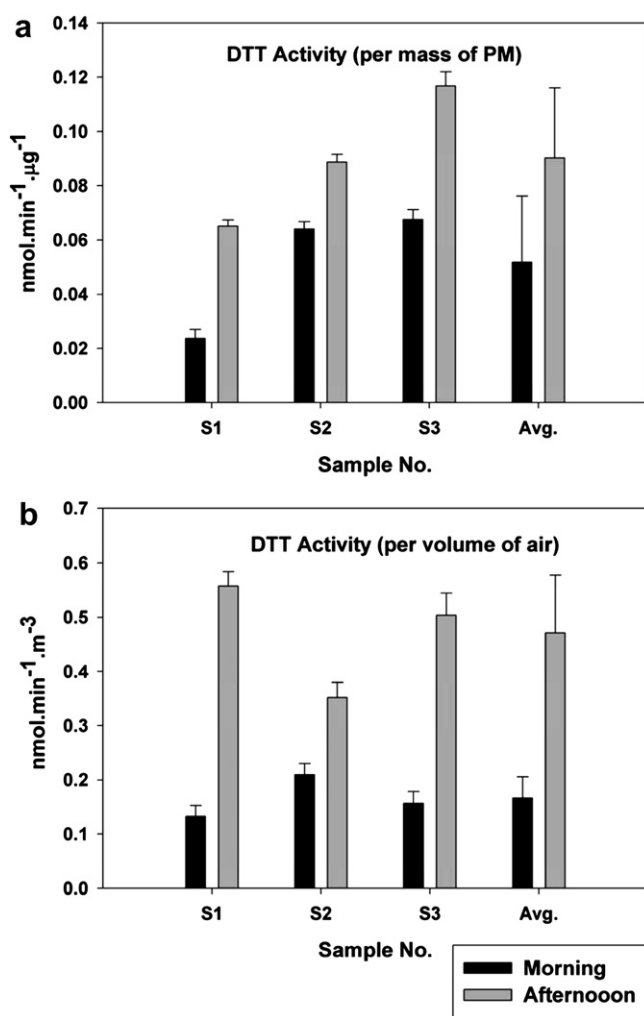 a
DTT Activity (per mass of PM)
nmol.min⁻¹.µg⁻¹
0.14
0.12
0.10
0.08
0.06
0.04
0.02
0.00
S1 S2 S3 Avg.
Sample No.
b
DTT Activity (per volume of air)
nmol.min⁻¹.m⁻³
0.7
0.6
0.5
0.4
0.3
0.2
0.1
0.0
S1 S2 S3 Avg.
Sample No.
Morning
Afternooon